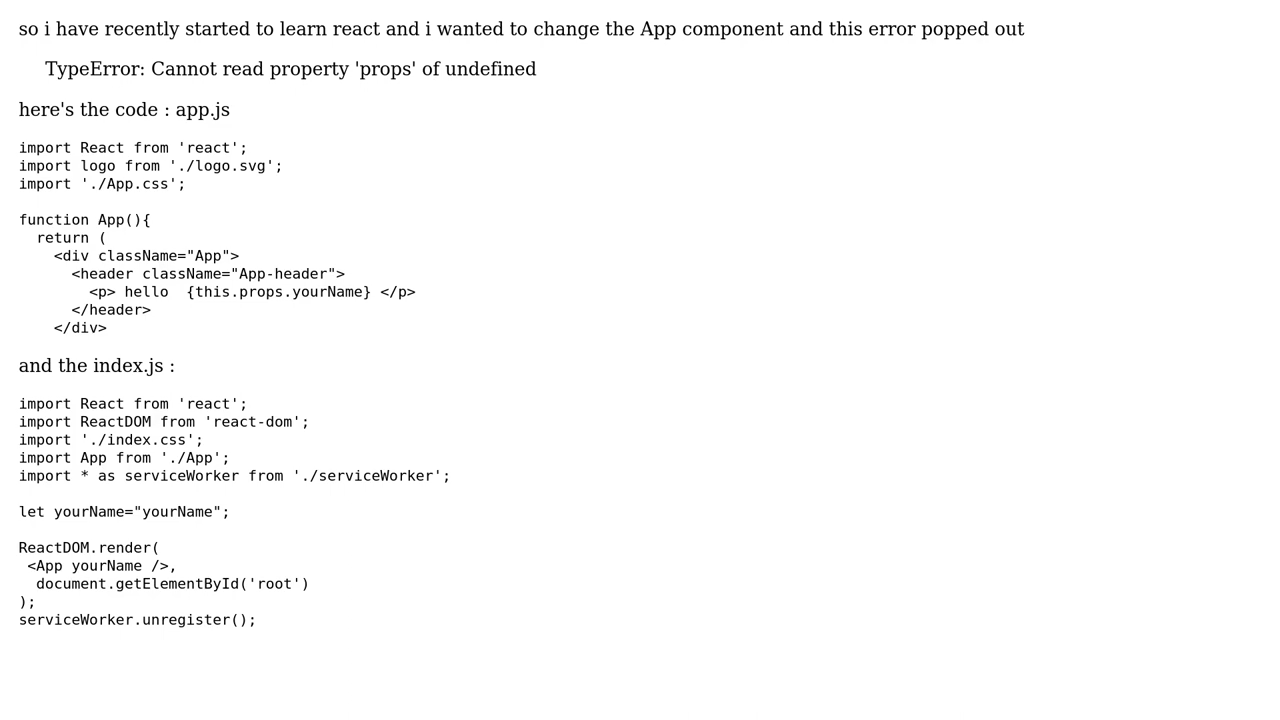 so i have recently started to learn react and i wanted to change the App component and this error popped out
TypeError: Cannot read property 'props' of undefined
here's the code : app.js
import React from 'react';
import logo from './logo.svg';
import './App.css';
function App(){
  return (
    <div className="App">
      <header className="App-header">
        <p> hello  {this.props.yourName} </p>
      </header>
    </div>
and the index.js :
import React from 'react';
import ReactDOM from 'react-dom';
import './index.css';
import App from './App';
import * as serviceWorker from './serviceWorker';
let yourName="yourName";
ReactDOM.render(
 <App yourName />,
  document.getElementById('root')
);
serviceWorker.unregister();